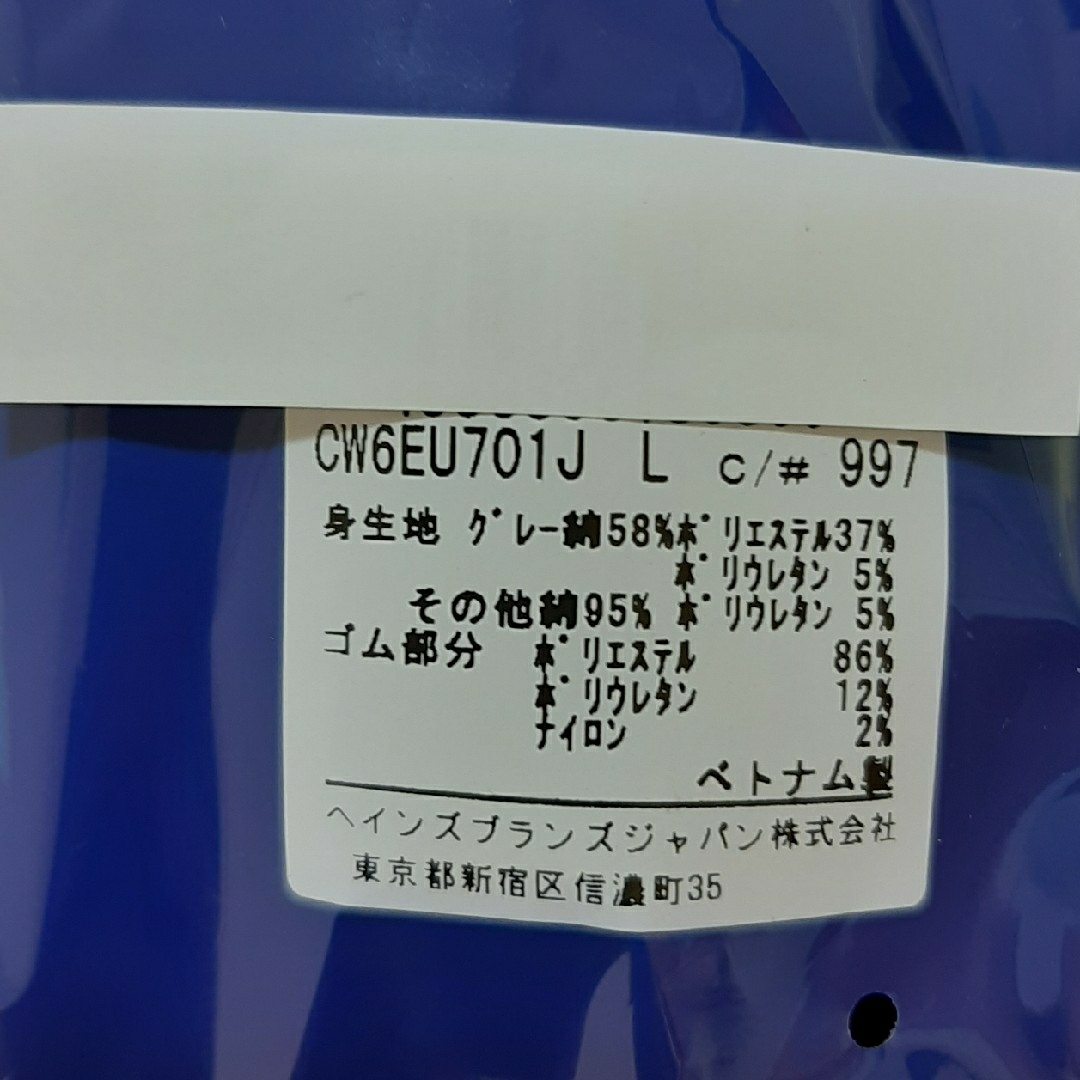 CW6EU701J L C/# 997
身生地 グレー綿58%ポリエステル37%
ポリウレタン 5%
その他綿95% ポリウレタン 5%
ゴム部分 ポリエステル 86%
ポリウレタン 12%
ナイロン 2%
ベトナム製
ヘインズブランズジャパン株式会社
東京都新宿区信濃町35